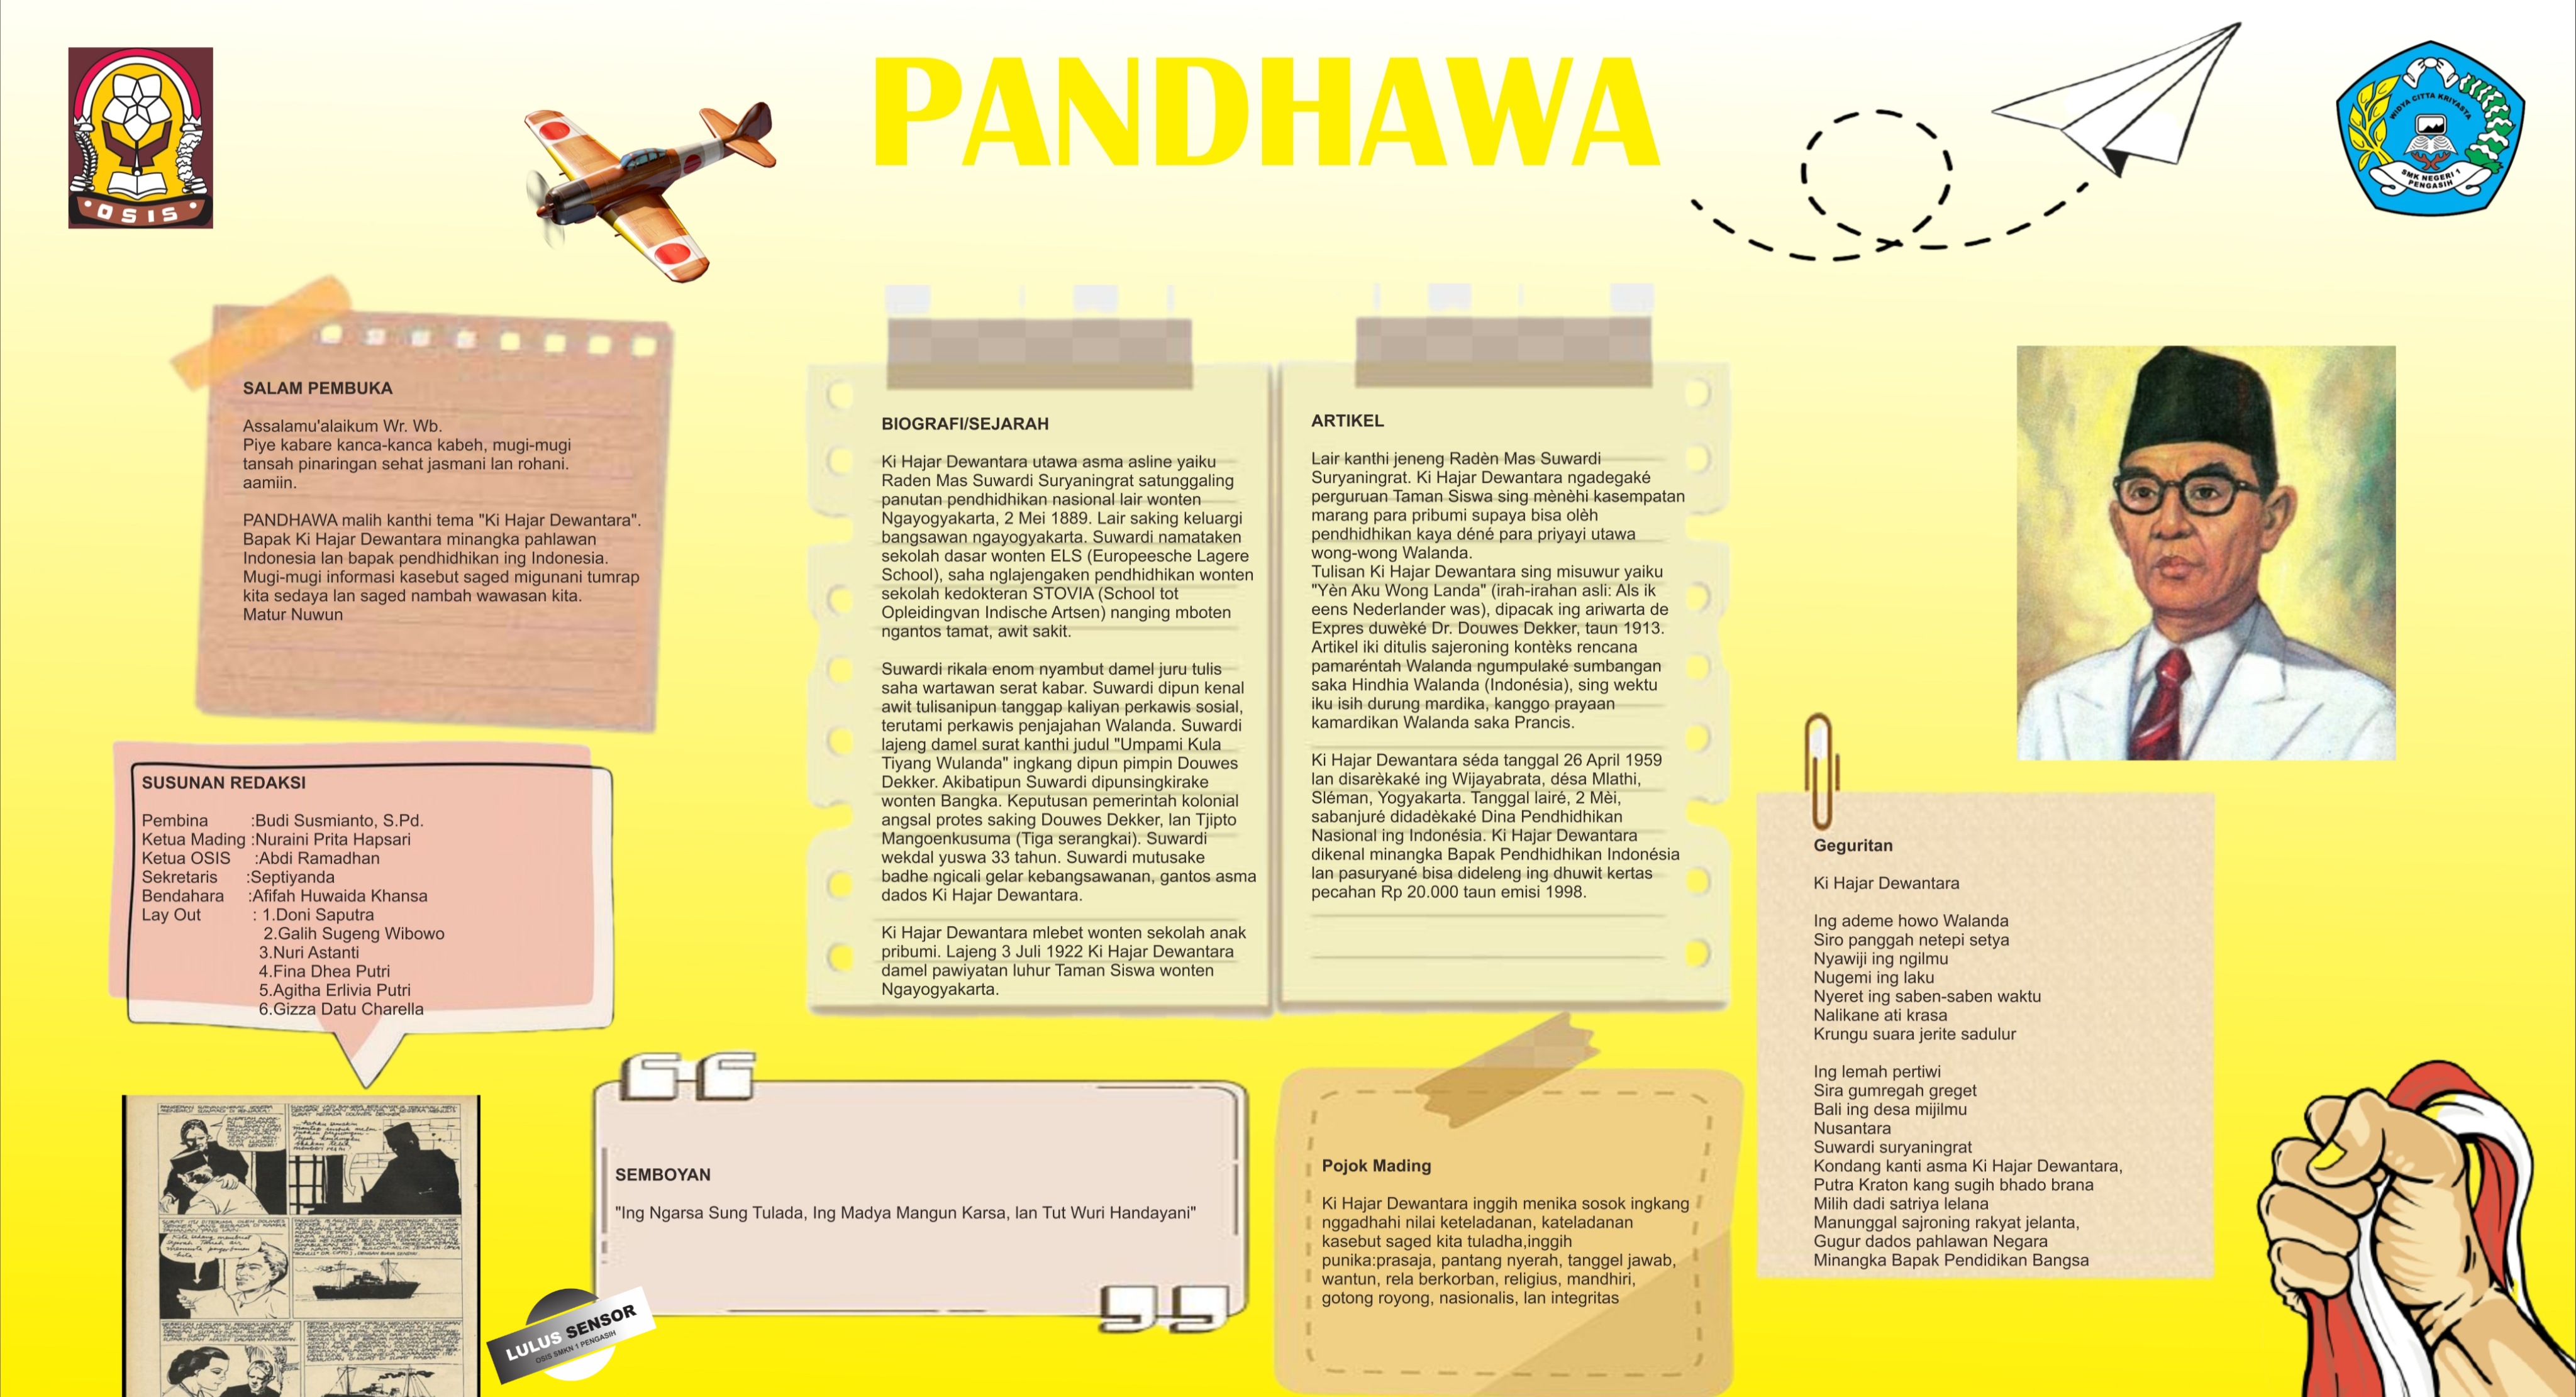 PANDHAWA
OSIS
WIDYA CITTA KRIYASTA
SMK NEGERI 1
PENGASIH
SALAM PEMBUKA
Assalamu'alaikum Wr. Wb.
Piye kabare kanca-kanca kabeh, mugi-mugi
tansah pinaringan sehat jasmani lan rohani.
aamiin.
PANDHAWA malih kanthi tema "Ki Hajar Dewantara".
Bapak Ki Hajar Dewantara minangka pahlawan
Indonesia lan bapak pendhidhikan ing Indonesia.
Mugi-mugi informasi kasebut saged migunani tumrap
kita sedaya lan saged nambah wawasan kita.
Matur Nuwun
SUSUNAN REDAKSI
Pembina :Budi Susmianto, S.Pd.
Ketua Mading :Nuraini Prita Hapsari
Ketua OSIS :Abdi Ramadhan
Sekretaris :Septiyanda
Bendahara :Afifah Huwaida Khansa
Lay Out : 1.Doni Saputra
2.Galih Sugeng Wibowo
3.Nuri Astanti
4.Fina Dhea Putri
5.Agitha Erlivia Putri
6.Gizza Datu Charella
BIOGRAFI/SEJARAH
Ki Hajar Dewantara utawa asma asline yaiku
Raden Mas Suwardi Suryaningrat satunggaling
panutan pendhidhikan nasional lair wonten
Ngayogyakarta, 2 Mei 1889. Lair saking keluargi
bangsawan ngayogyakarta. Suwardi namataken
sekolah dasar wonten ELS (Europeesche Lagere
School), saha nglajengaken pendhidhikan wonten
sekolah kedokteran STOVIA (School tot
Opleidingvan Indische Artsen) nanging mboten
ngantos tamat, awit sakit.
Suwardi rikala enom nyambut damel juru tulis
saha wartawan serat kabar. Suwardi dipun kenal
awit tulisanipun tanggap kaliyan perkawis sosial,
terutami perkawis penjajahan Walanda. Suwardi
lajeng damel surat kanthi judul "Umpami Kula
Tiyang Wulanda" ingkang dipun pimpin Douwes
Dekker. Akibatipun Suwardi dipunsingkirake
wonten Bangka. Keputusan pemerintah kolonial
angsal protes saking Douwes Dekker, lan Tjipto
Mangoenkusuma (Tiga serangkai). Suwardi
wekdal yuswa 33 tahun. Suwardi mutusake
badhe ngicali gelar kebangsawanan, gantos asma
dados Ki Hajar Dewantara.
Ki Hajar Dewantara mlebet wonten sekolah anak
pribumi. Lajeng 3 Juli 1922 Ki Hajar Dewantara
damel pawiyatan luhur Taman Siswa wonten
Ngayogyakarta.
ARTIKEL
Lair kanthi jeneng Radèn Mas Suwardi
Suryaningrat. Ki Hajar Dewantara ngadegaké
perguruan Taman Siswa sing mènèhi kasempatan
marang para pribumi supaya bisa olèh
pendhidhikan kaya déné para priyayi utawa
wong-wong Walanda.
Tulisan Ki Hajar Dewantara sing misuwur yaiku
"Yèn Aku Wong Landa" (irah-irahan asli: Als ik
eens Nederlander was), dipacak ing ariwarta de
Expres duwèké Dr. Douwes Dekker, taun 1913.
Artikel iki ditulis sajeroning kontèks rencana
pamaréntah Walanda ngumpulaké sumbangan
saka Hindhia Walanda (Indonésia), sing wektu
iku isih durung mardika, kanggo prayaan
kamardikan Walanda saka Prancis.
Ki Hajar Dewantara séda tanggal 26 April 1959
lan disarèkaké ing Wijayabrata, désa Mlathi,
Sléman, Yogyakarta. Tanggal lairé, 2 Mèi,
sabanjuré didadèkaké Dina Pendhidhikan
Nasional ing Indonésia. Ki Hajar Dewantara
dikenal minangka Bapak Pendhidhikan Indonésia
lan pasuryané bisa dideleng ing dhuwit kertas
pecahan Rp 20.000 taun emisi 1998.
Geguritan
Ki Hajar Dewantara
Ing ademe howo Walanda
Siro panggah netepi setya
Nyawiji ing ngilmu
Nugemi ing laku
Nyeret ing saben-saben waktu
Nalikane ati krasa
Krungu suara jerite sadulur
Ing lemah pertiwi
Sira gumregah greget
Bali ing desa mijilmu
Nusantara
Suwardi suryaningrat
Kondang kanti asma Ki Hajar Dewantara,
Putra Kraton kang sugih bhado brana
Milih dadi satriya lelana
Manunggal sajroning rakyat jelanta,
Gugur dados pahlawan Negara
Minangka Bapak Pendidikan Bangsa
SEMBOYAN
"Ing Ngarsa Sung Tulada, Ing Madya Mangun Karsa, lan Tut Wuri Handayani"
Pojok Mading
Ki Hajar Dewantara inggih menika sosok ingkang
nggadhahi nilai keteladanan, kateladanan
kasebut saged kita tuladha,inggih
punika:prasaja, pantang nyerah, tanggel jawab,
wantun, rela berkorban, religius, mandhiri,
gotong royong, nasionalis, lan integritas
LULUS SENSOR
OSIS SMKN 1 PENGASIH